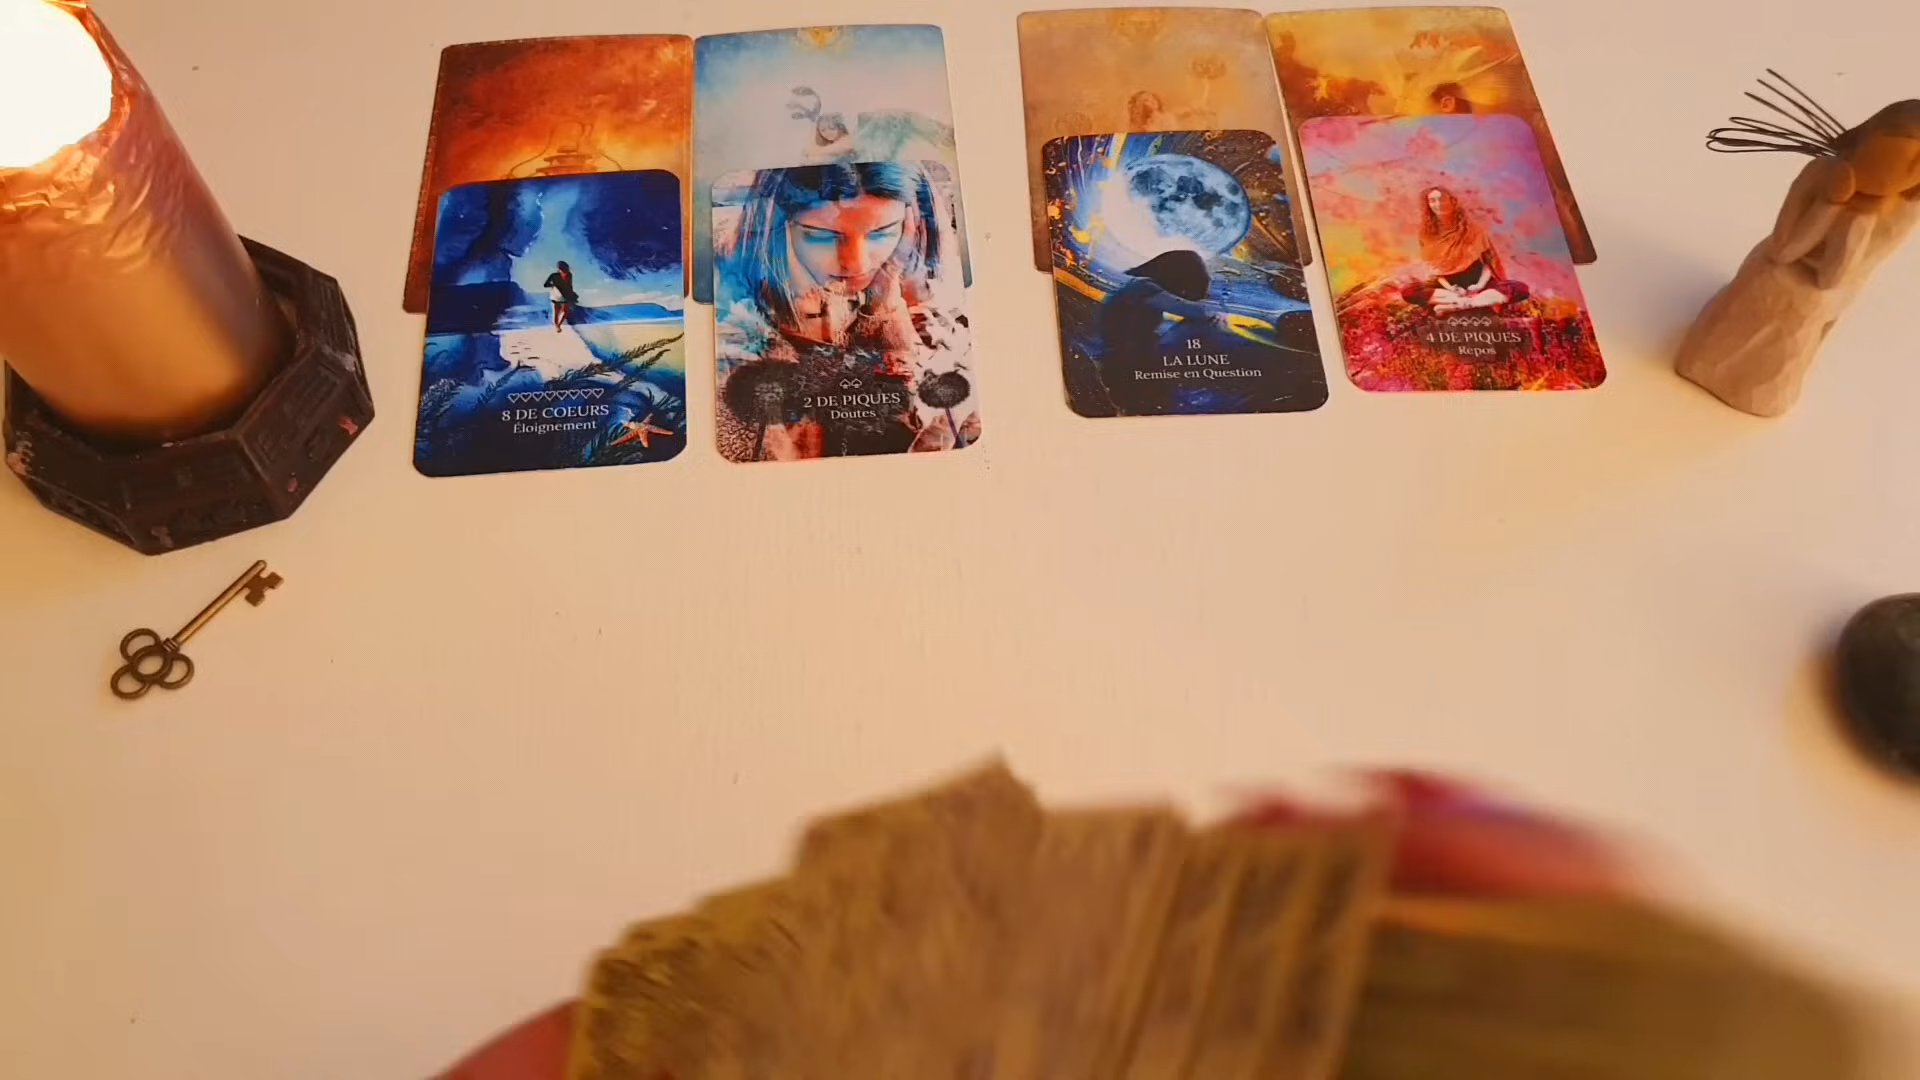 8 DE COEURS
Éloignement
2 DE PIQUES
Doutes
18
LA LUNE
Remise en Question
4 DE PIQUES
Repos